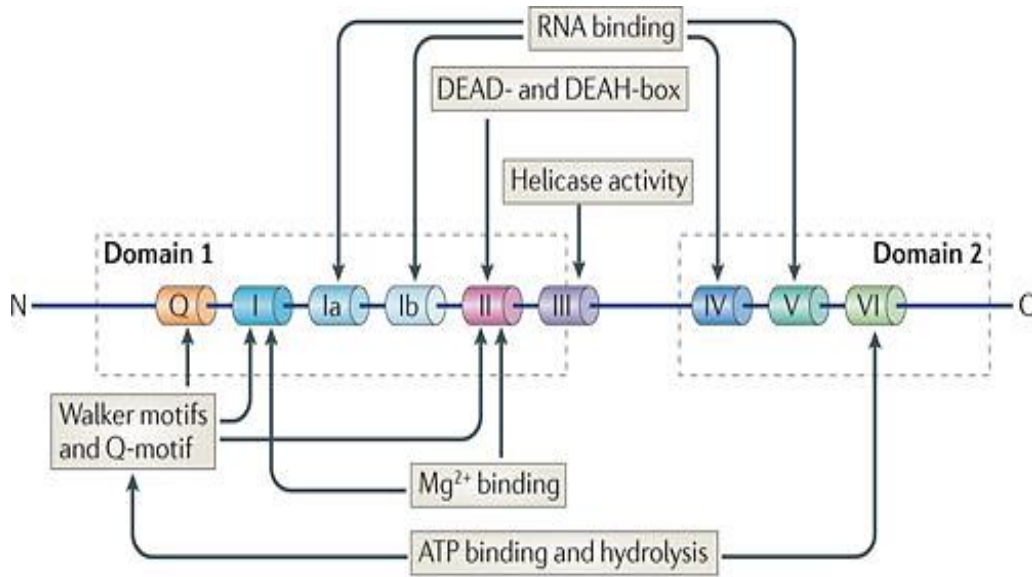 RNA binding
DEAD- and DEAH-box
Helicase activity
Domain 1
Domain 2
N
Q
I
Ia
Ib
II
III
IV
V
VI
C
Walker motifs
and Q-motif
Mg²⁺ binding
ATP binding and hydrolysis